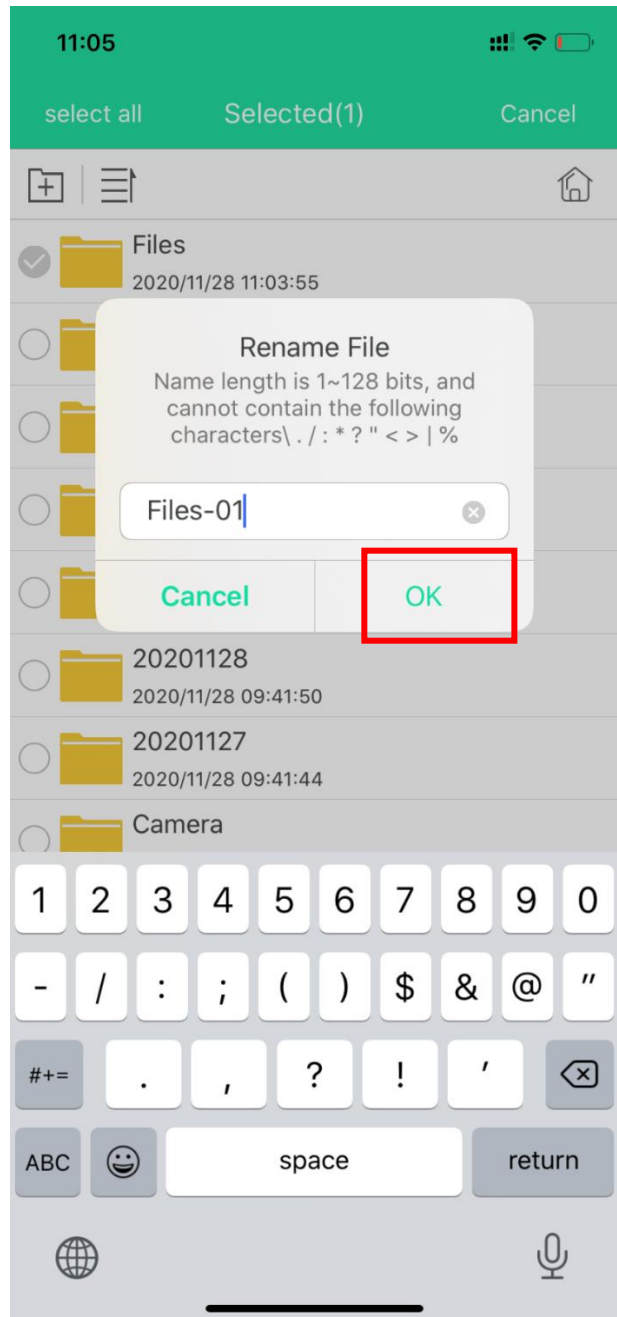 11:05
select all Selected(1) Cancel
Files
2020/11/28 11:03:55
Rename File
Name length is 1~128 bits, and
cannot contain the following
characters\ . / : * ? " < > | %
Files-01
Cancel OK
20201128
2020/11/28 09:41:50
20201127
2020/11/28 09:41:44
Camera
1 2 3 4 5 6 7 8 9 0
- / : ; ( ) $ & @ "
#+= . , ? ! '
ABC space return